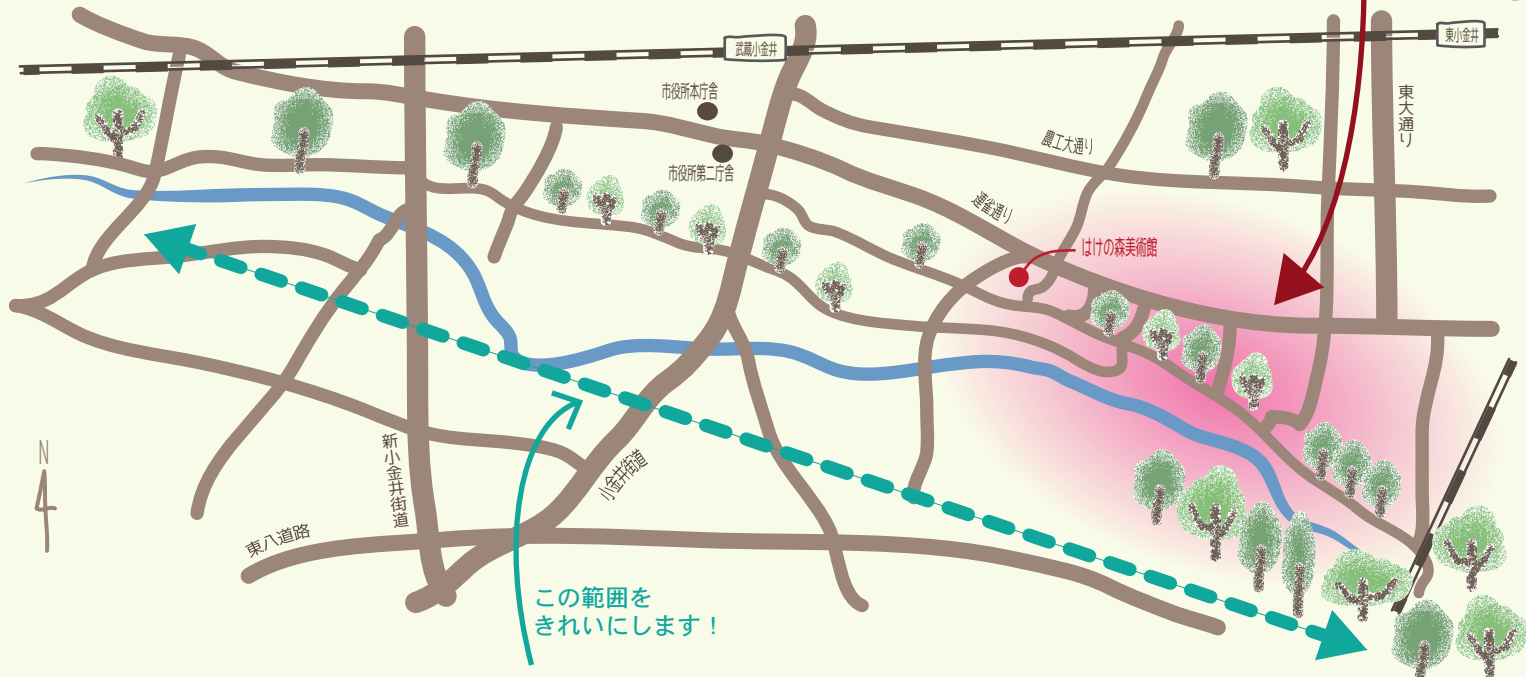 武蔵小金井
東小金井
市役所本庁舎
東大通り
農工大通り
市役所第二庁舎
連雀通り
はけの森美術館
N
新小金井街道
小金井街道
東八道路
この範囲を
きれいにします！